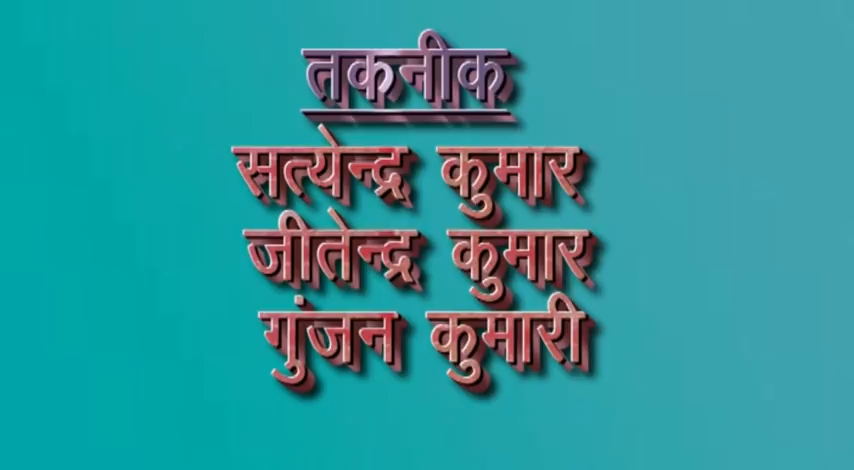 तकनीक
सत्येन्द्र कुमार
जीतेन्द्र कुमार
गुंजन कुमारी